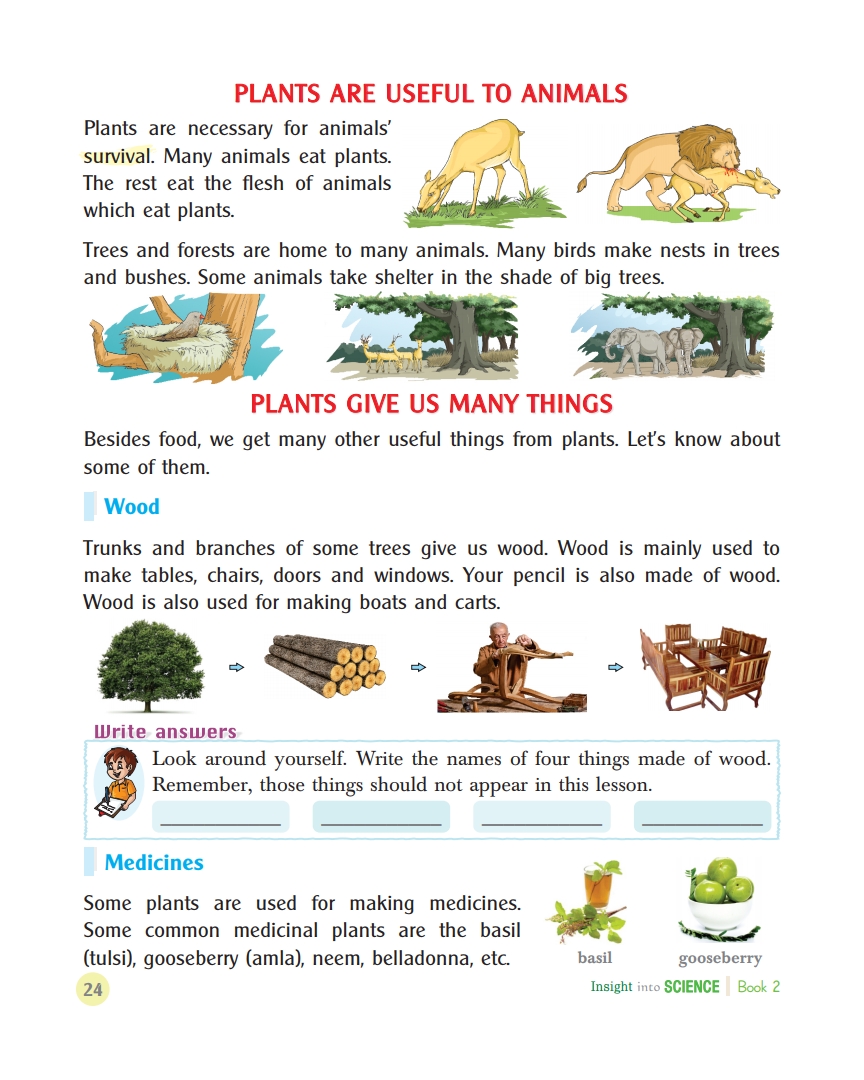 PLANTS ARE USEFUL TO ANIMALS
Plants are necessary for animals’
survival. Many animals eat plants.
The rest eat the flesh of animals
which eat plants.
Trees and forests are home to many animals. Many birds make nests in trees
and bushes. Some animals take shelter in the shade of big trees.
PLANTS GIVE US MANY THINGS
Besides food, we get many other useful things from plants. Let’s know about
some of them.
Wood
Trunks and branches of some trees give us wood. Wood is mainly used to
make tables, chairs, doors and windows. Your pencil is also made of wood.
Wood is also used for making boats and carts.
Write answers
Look around yourself. Write the names of four things made of wood.
Remember, those things should not appear in this lesson.
Medicines
Some plants are used for making medicines.
Some common medicinal plants are the basil
(tulsi), gooseberry (amla), neem, belladonna, etc.
basil gooseberry
24
Insight into SCIENCE Book 2